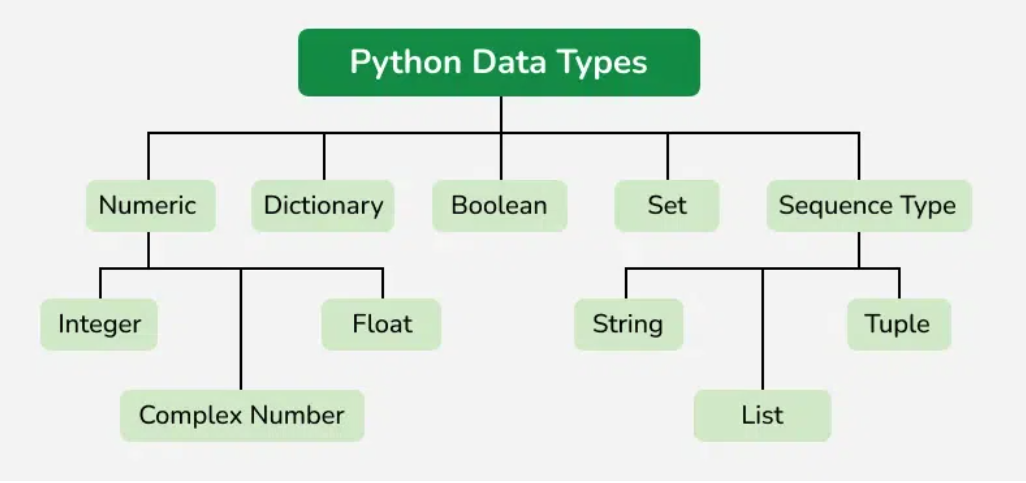 Python Data Types
Numeric
Dictionary
Boolean
Set
Sequence Type
Integer
Float
String
Tuple
Complex Number
List